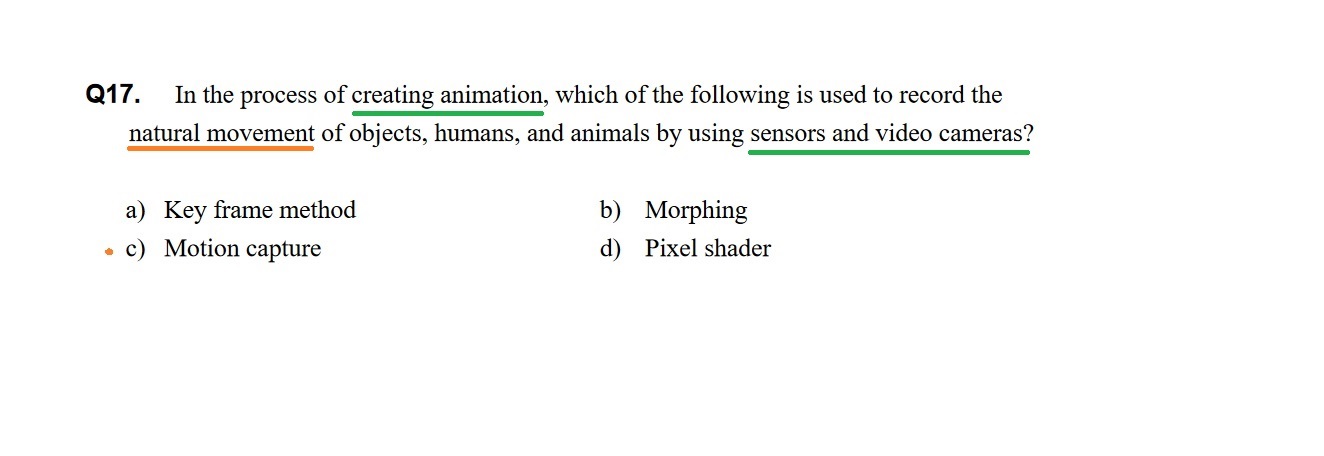 Q17. In the process of creating animation, which of the following is used to record the
natural movement of objects, humans, and animals by using sensors and video cameras?
a) Key frame method b) Morphing
c) Motion capture d) Pixel shader